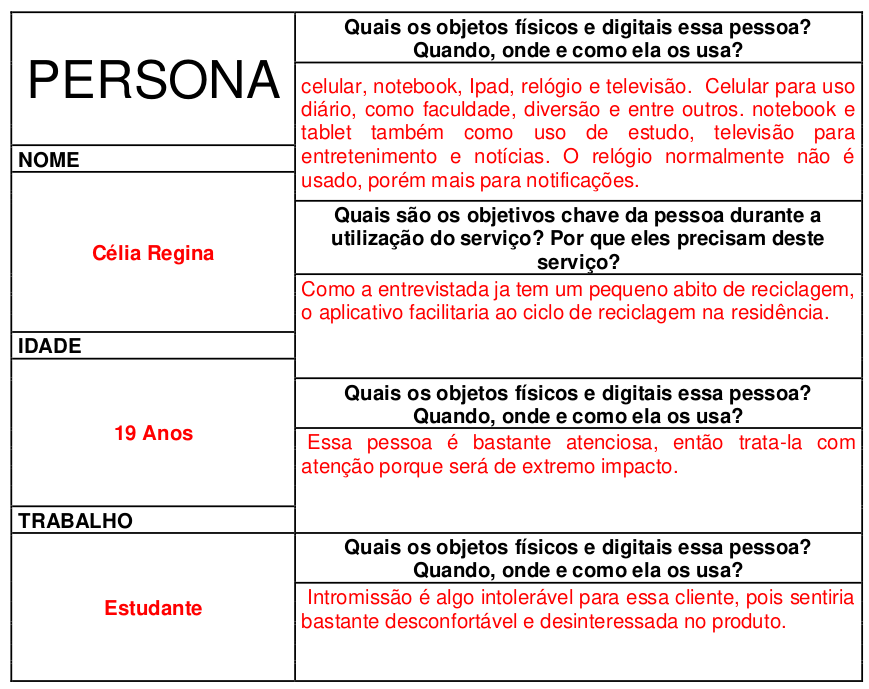 PERSONA
NOME
Célia Regina
IDADE
19 Anos
TRABALHO
Estudante
Quais os objetos físicos e digitais essa pessoa?
Quando, onde e como ela os usa?
celular, notebook, Ipad, relógio e televisão. Celular para uso
diário, como faculdade, diversão e entre outros. notebook e
tablet também como uso de estudo, televisão para
entretenimento e notícias. O relógio normalmente não é
usado, porém mais para notificações.
Quais são os objetivos chave da pessoa durante a
utilização do serviço? Por que eles precisam deste
serviço?
Como a entrevistada ja tem um pequeno abito de reciclagem,
o aplicativo facilitaria ao ciclo de reciclagem na residência.
Quais os objetos físicos e digitais essa pessoa?
Quando, onde e como ela os usa?
Essa pessoa é bastante atenciosa, então trata-la com
atenção porque será de extremo impacto.
Quais os objetos físicos e digitais essa pessoa?
Quando, onde e como ela os usa?
Intromissão é algo intolerável para essa cliente, pois sentiria
bastante desconfortável e desinteressada no produto.